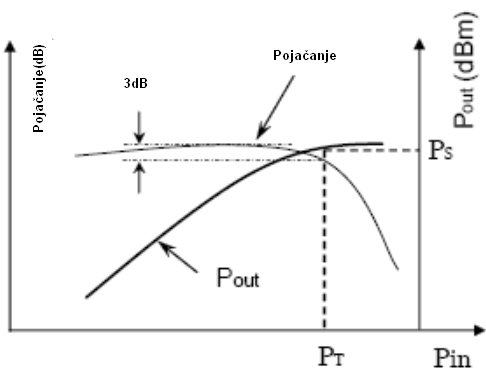 Pojačanje(dB)
3dB
Pojačanje
Pout (dBm)
PS
Pout
PT
Pin